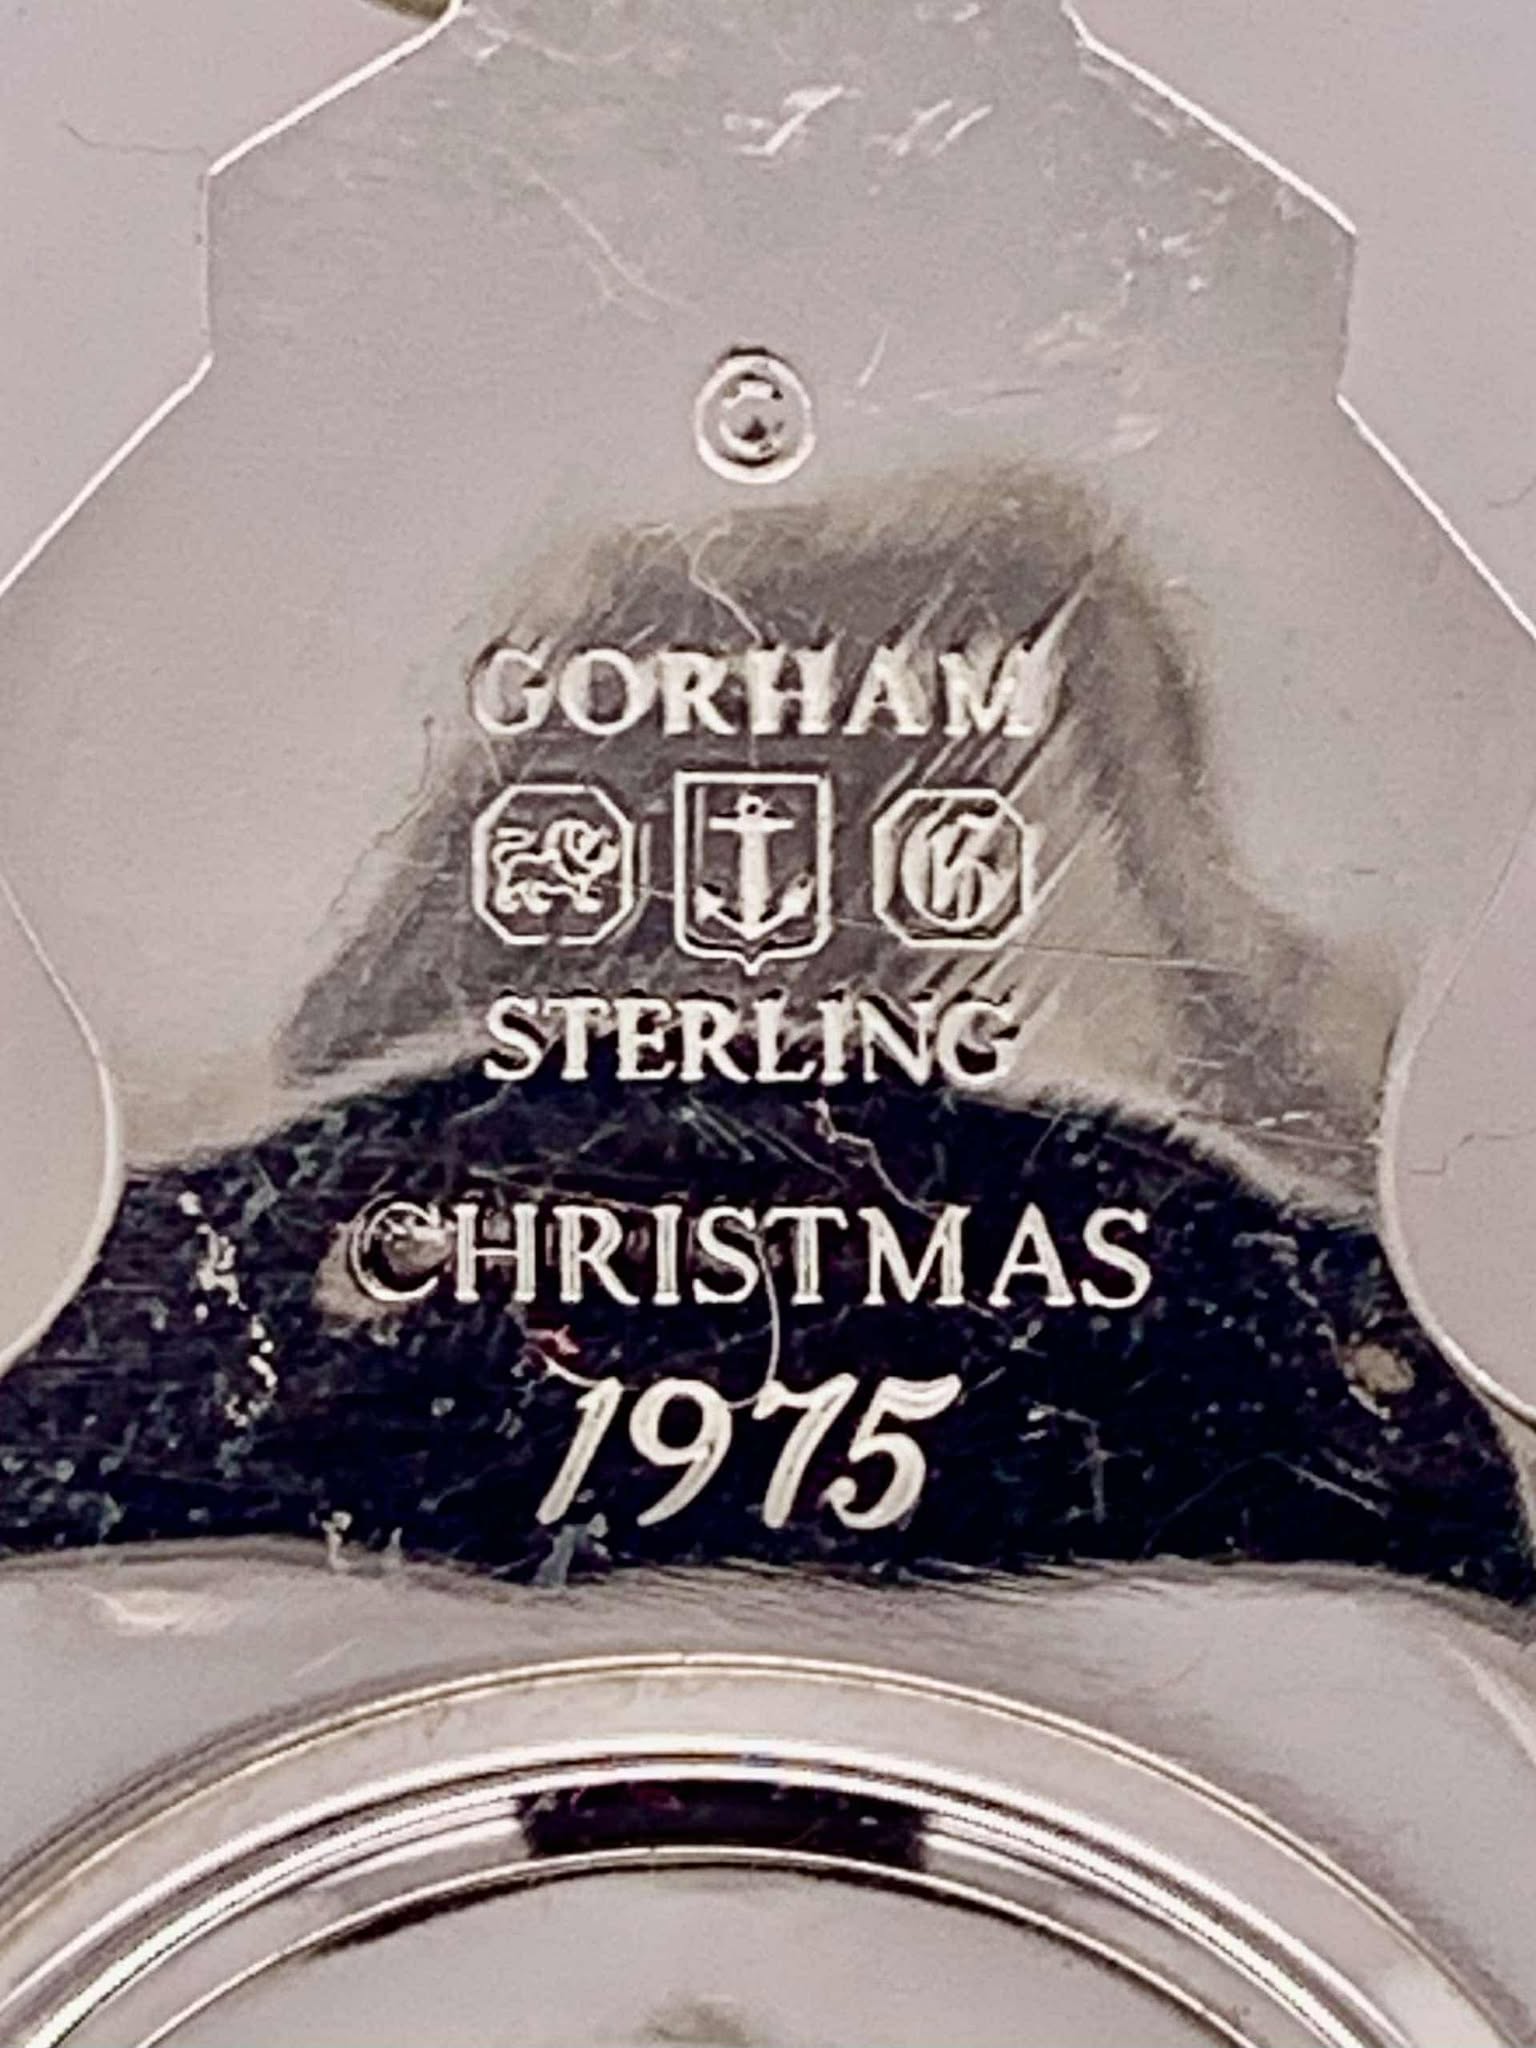 ©
GORHAM
G
STERLING
CHRISTMAS
1975